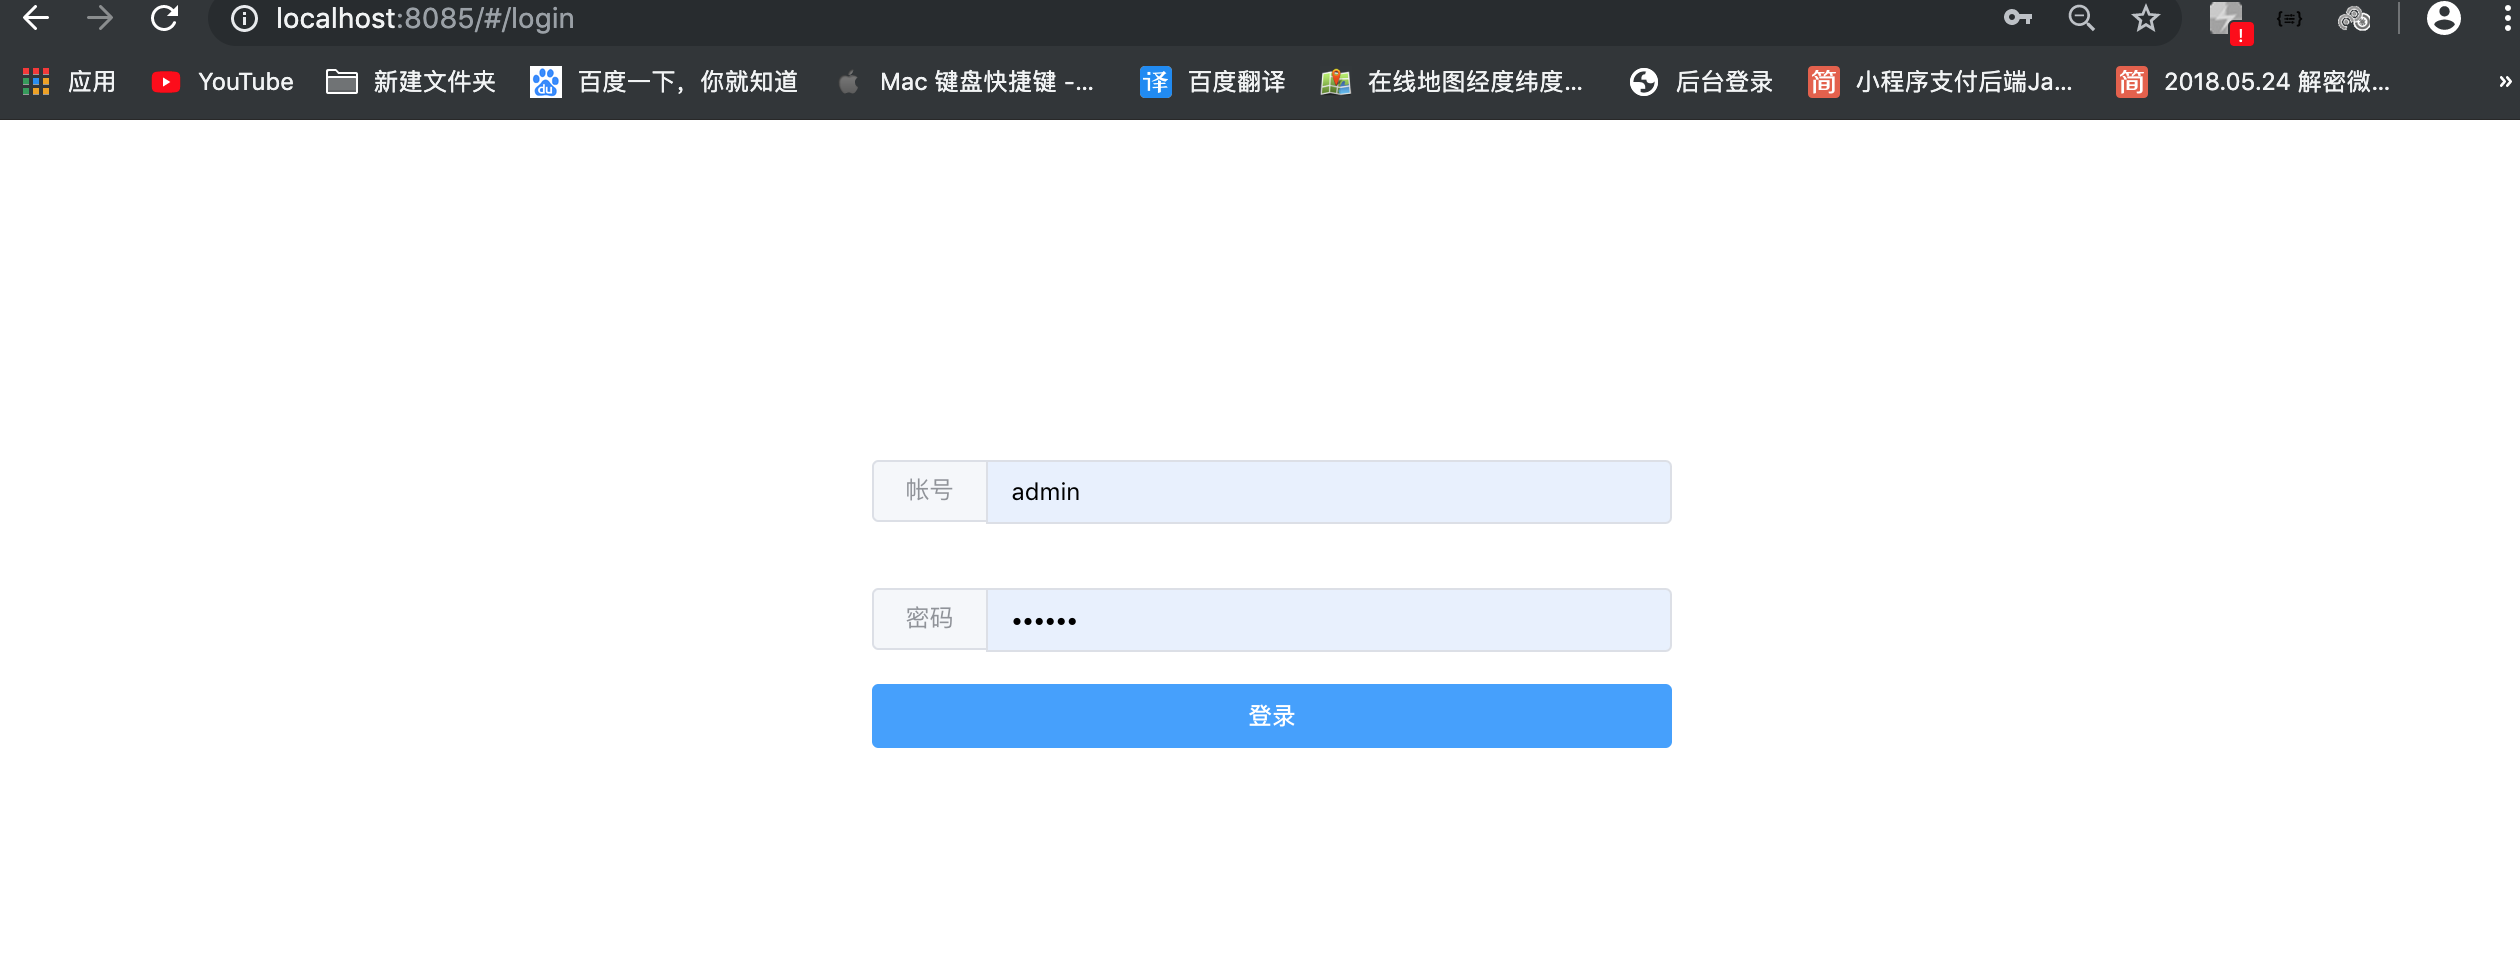 localhost:8085/#/login
应用 YouTube 新建文件夹 百度一下，你就知道 Mac 键盘快捷键 -... 译 百度翻译 在线地图经度纬度... 后台登录 简 小程序支付后端Ja... 简 2018.05.24 解密微... »
帐号 admin
密码 ••••••
登录